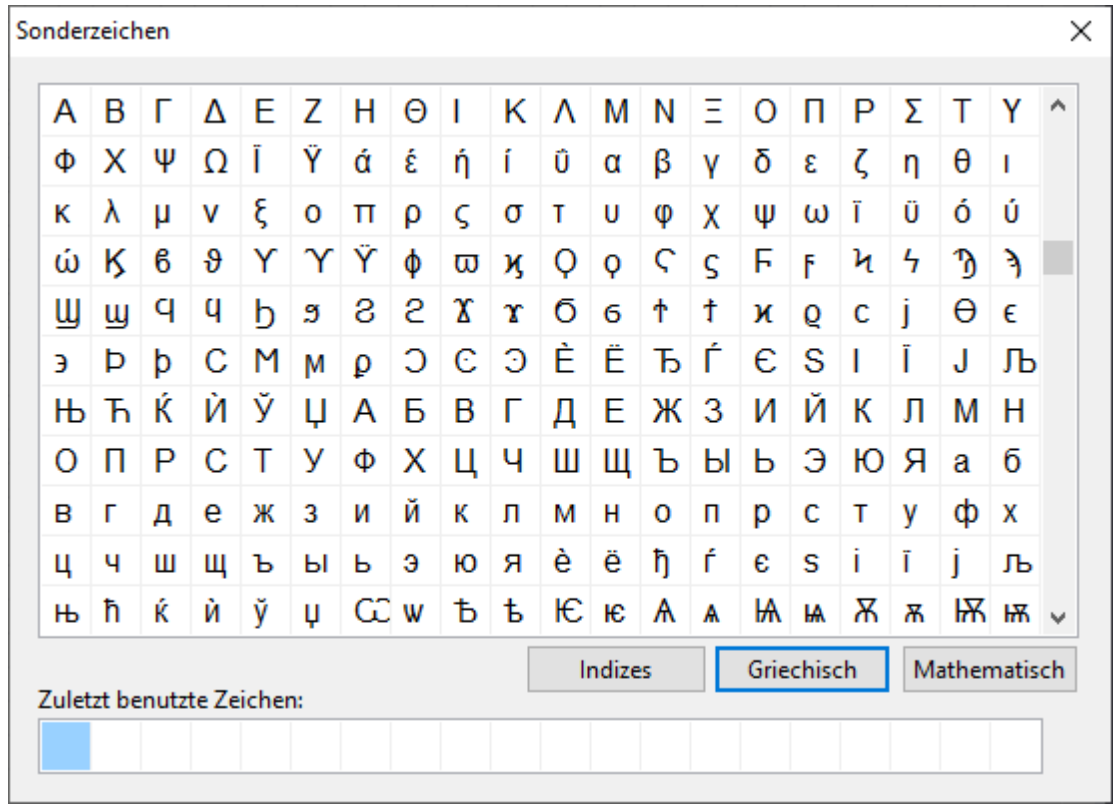 Sonderzeichen
Α Β Γ Δ Ε Ζ Η Θ Ι Κ Λ Μ Ν Ξ Ο Π Ρ Σ Τ Υ
Φ Χ Ψ Ω Ϊ Ϋ ά έ ή ί ΰ α β γ δ ε ζ η θ ι
κ λ μ ν ξ ο π ρ ς σ τ υ φ χ ψ ω ϊ ϋ ό ύ
ώ Ϗ ϐ ϑ ϒ ϓ ϔ ϕ ϖ ϗ Ϙ ϙ Ϛ ϛ Ϝ ϝ Ϟ ϟ Ϡ ϡ
Ϣ ϣ Ϥ ϥ Ϧ ϧ Ϩ ϩ Ϫ ϫ Ϭ ϭ Ϯ ϯ ϰ ϱ ϲ ϳ ϴ ϵ
϶ Ϸ ϸ Ϲ Ϻ ϻ ϼ Ͻ Ͼ Ͽ Ѐ Ё Ђ Ѓ Є Ѕ І Ї Ј Љ
Њ Ћ Ќ Ѝ Ў Џ А Б В Г Д Е Ж З И Й К Л М Н
О П Р С Т У Ф Х Ц Ч Ш Щ Ъ Ы Ь Э Ю Я а б
в г д е ж з и й к л м н о п р с т у ф х
ц ч ш щ ъ ы ь э ю я ѐ ё ђ ѓ є ѕ і ї ј љ
њ ћ ќ ѝ ў џ Ѡ ѡ Ѣ ѣ Ѥ ѥ Ѧ ѧ Ѩ ѩ Ѫ ѫ Ѭ ѭ
Indizes Griechisch Mathematisch
Zuletzt benutzte Zeichen: